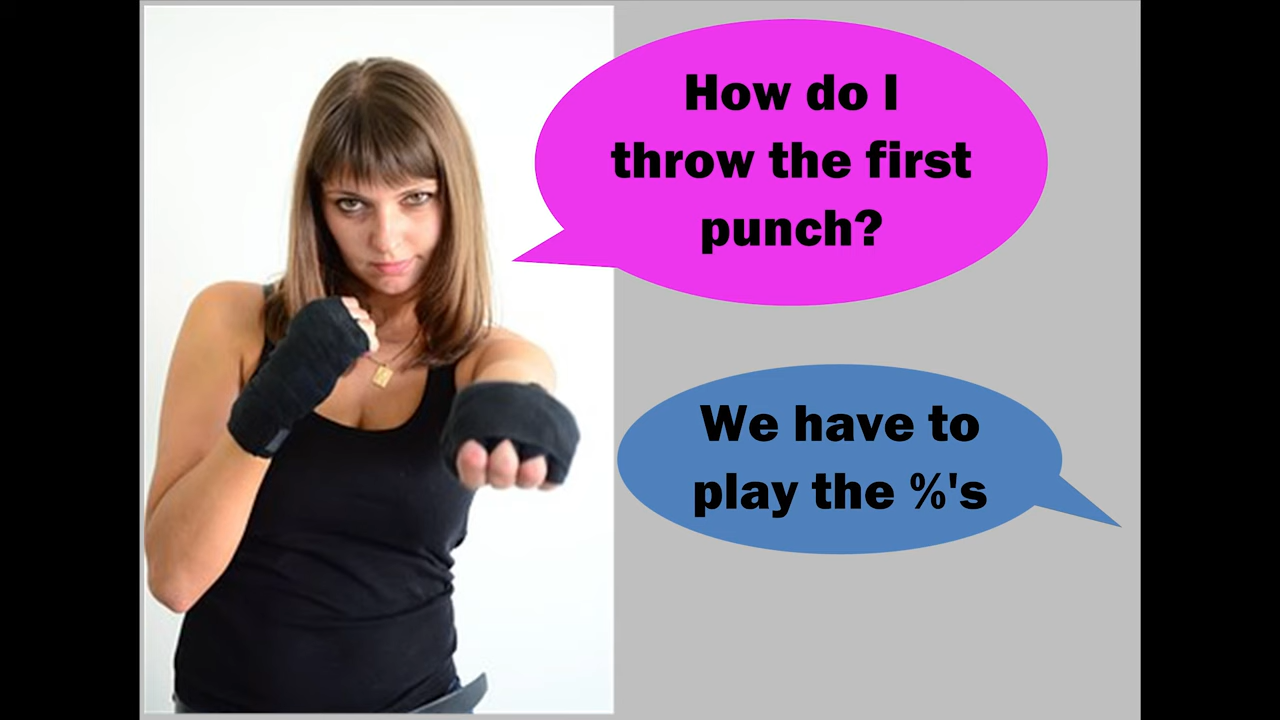 How do I
throw the first
punch?
We have to
play the %'s